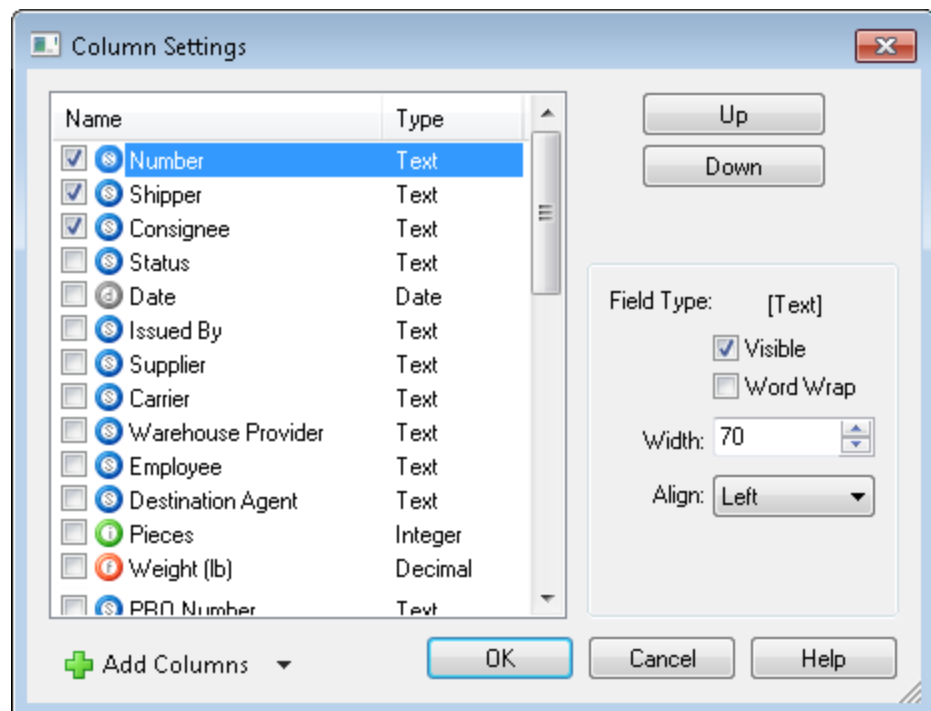 Column Settings
Name Type
Number Text
Shipper Text
Consignee Text
Status Text
Date Date
Issued By Text
Supplier Text
Carrier Text
Warehouse Provider Text
Employee Text
Destination Agent Text
Pieces Integer
Weight (lb) Decimal
PRO Number Text
Add Columns
Up
Down
Field Type: [Text]
Visible
Word Wrap
Width: 70
Align: Left
OK Cancel Help